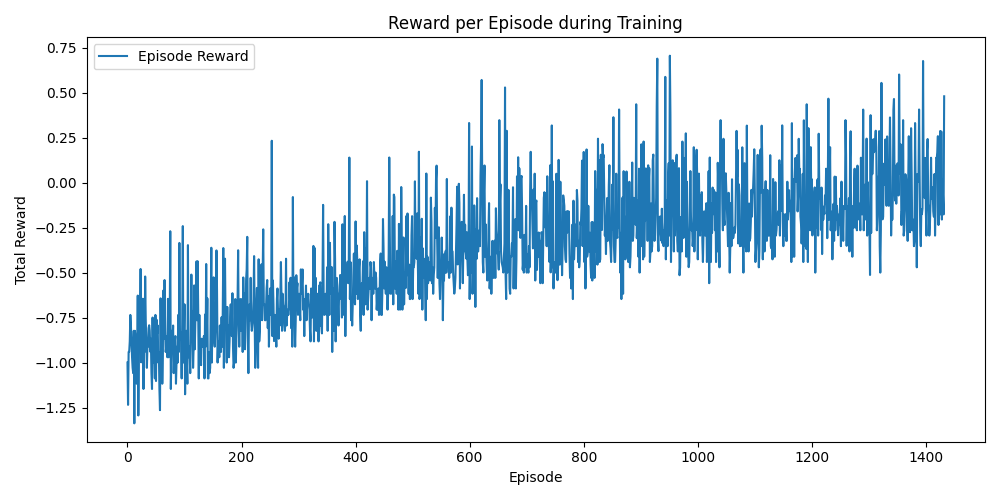 Reward per Episode during Training
Episode Reward
Total Reward
0.75
0.50
0.25
0.00
−0.25
−0.50
−0.75
−1.00
−1.25
0 200 400 600 800 1000 1200 1400
Episode